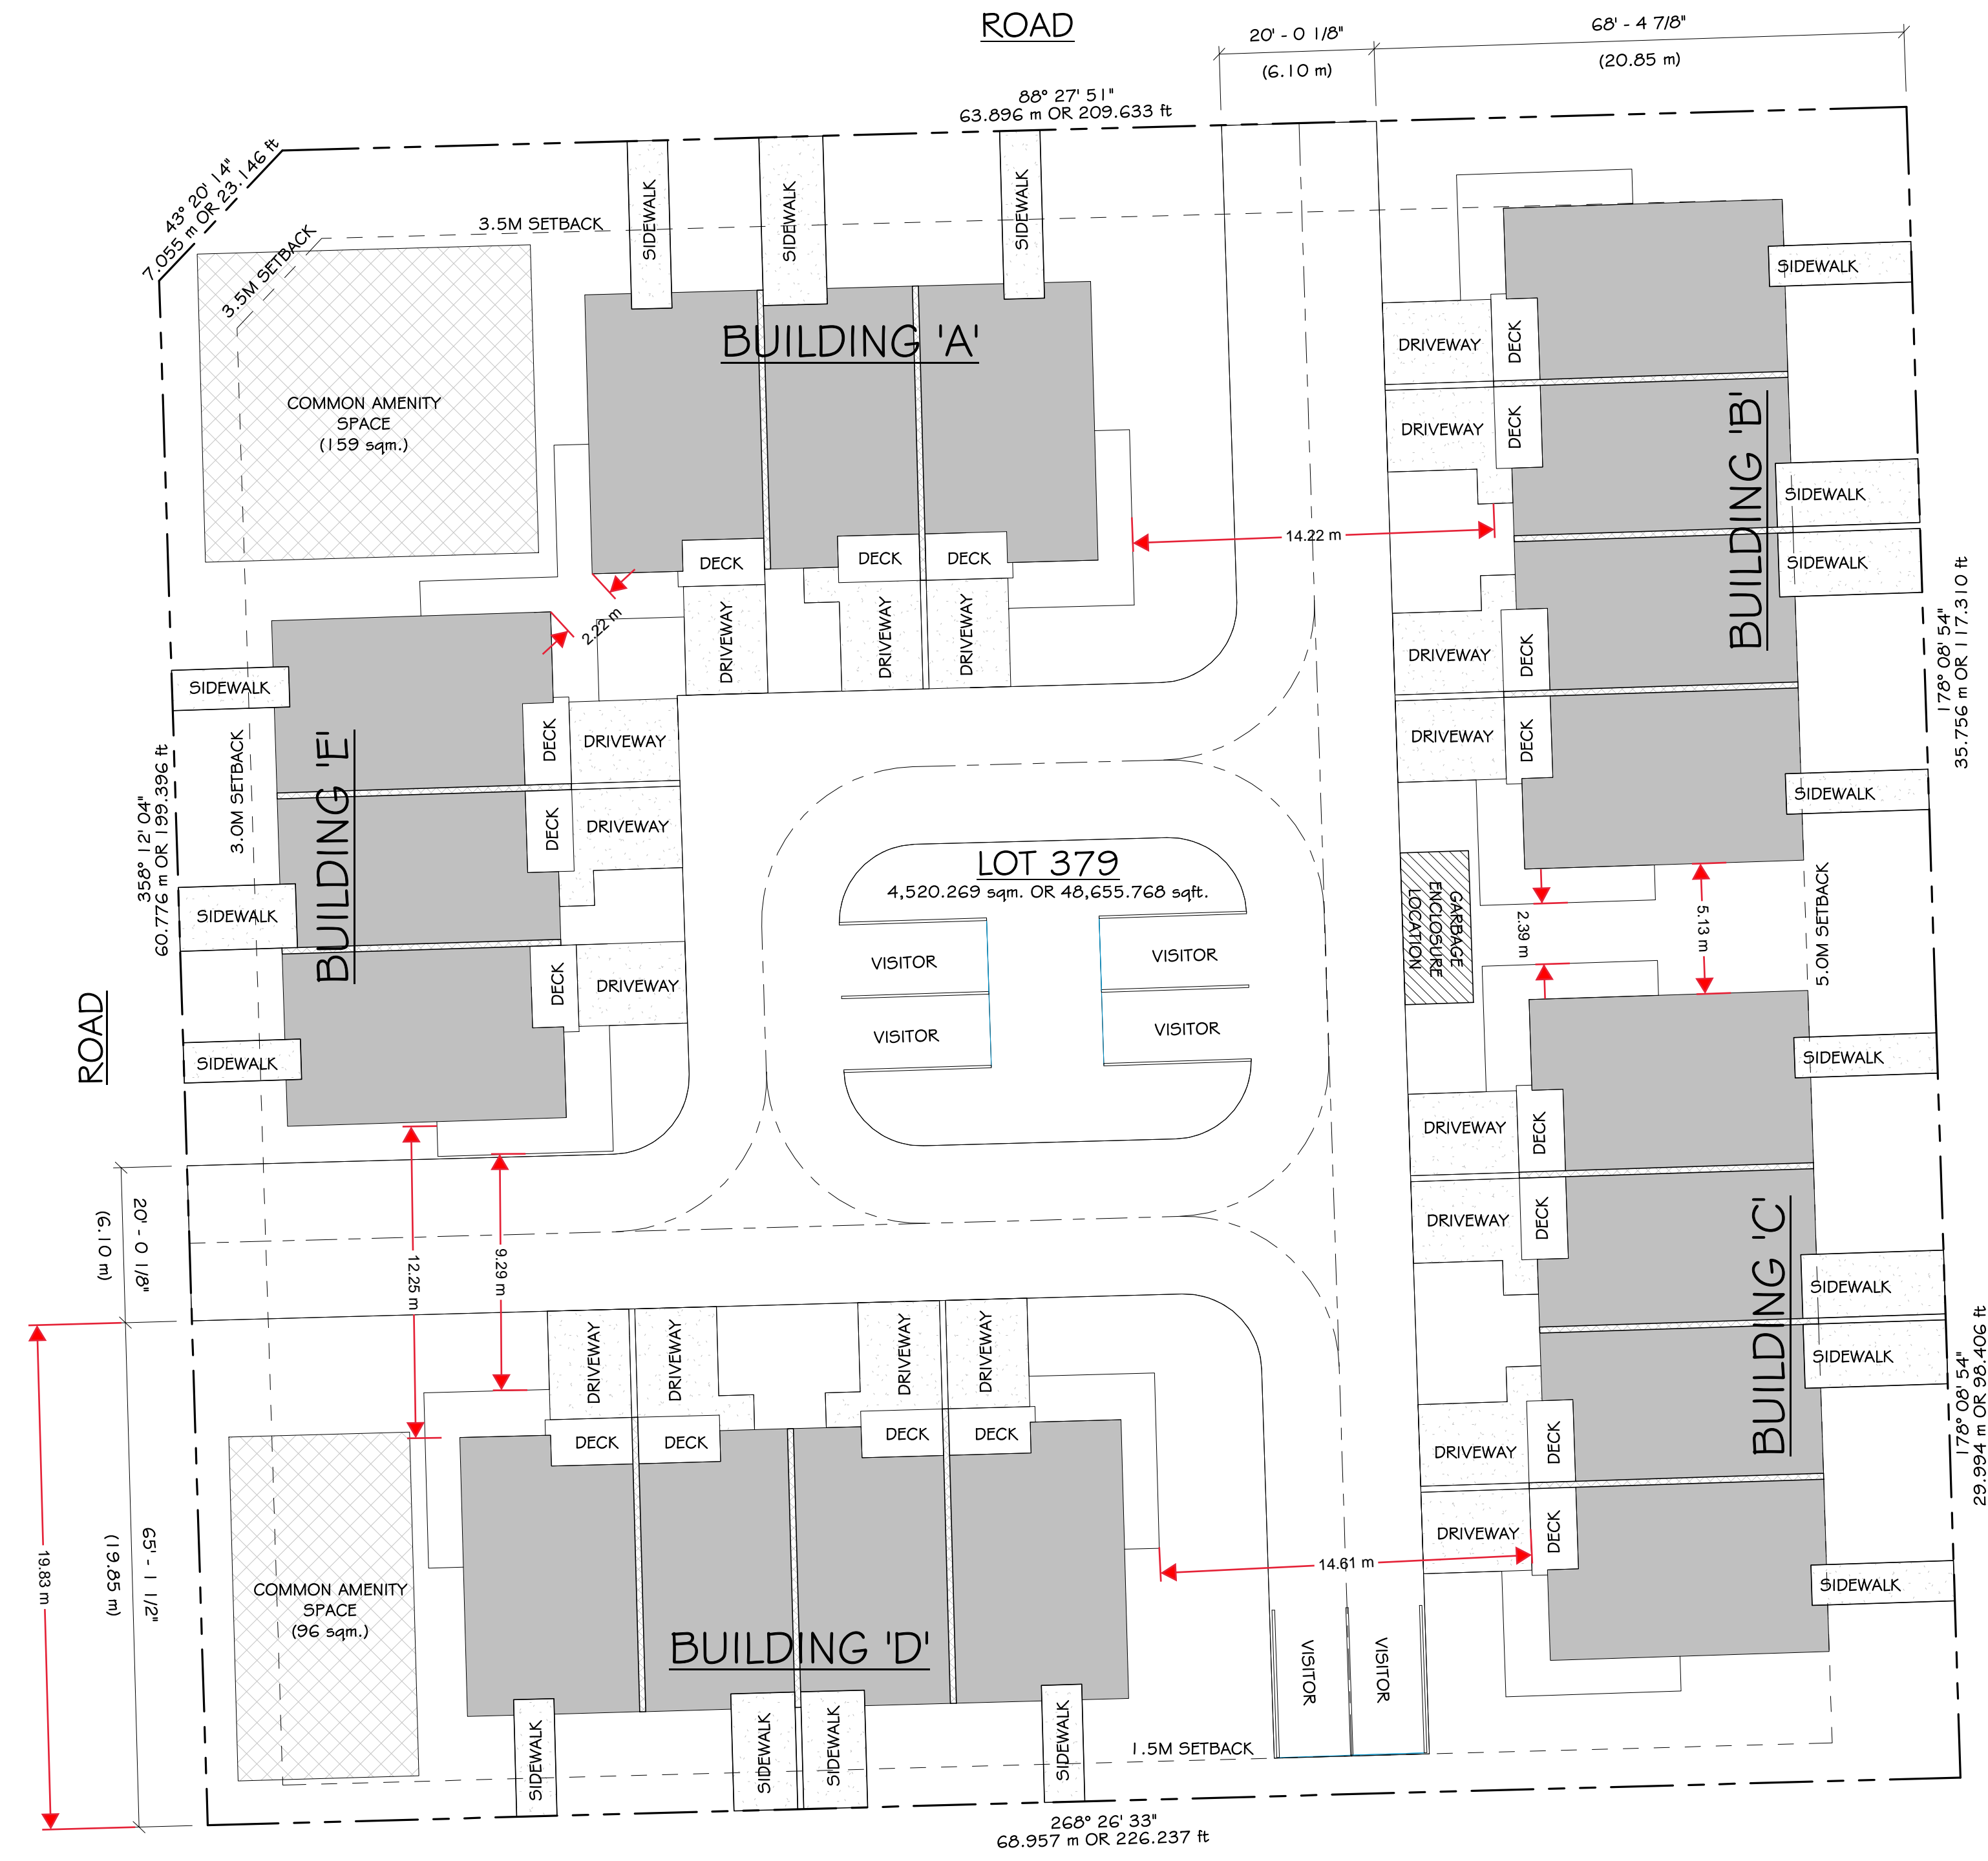 ROAD
20' - 0 1/8"
(6.10 m)
68' - 4 7/8"
(20.85 m)
88° 27' 51"
63.896 m OR 209.633 ft
43° 20' 14"
7.055 m OR 23.146 ft
3.5M SETBACK
3.5M SETBACK
SIDEWALK
SIDEWALK
SIDEWALK
BUILDING 'A'
COMMON AMENITY
SPACE
(159 sqm.)
DECK
DECK
DECK
DRIVEWAY
DRIVEWAY
DRIVEWAY
2.22 m
14.22 m
SIDEWALK
DRIVEWAY
DECK
DRIVEWAY
DECK
BUILDING 'B'
SIDEWALK
SIDEWALK
DRIVEWAY
DECK
DRIVEWAY
DECK
SIDEWALK
178° 08' 54"
35.756 m OR 117.310 ft
SIDEWALK
3.0M SETBACK
358° 12' 04"
60.776 m OR 199.396 ft
BUILDING 'E'
DECK
DRIVEWAY
DECK
DRIVEWAY
SIDEWALK
DECK
DRIVEWAY
SIDEWALK
ROAD
LOT 379
4,520.269 sqm. OR 48,655.768 sqft.
VISITOR
VISITOR
VISITOR
VISITOR
GARBAGE
ENCLOSURE
LOCATION
2.39 m
5.13 m
5.0M SETBACK
SIDEWALK
DRIVEWAY
DECK
DRIVEWAY
DECK
BUILDING 'C'
SIDEWALK
SIDEWALK
DRIVEWAY
DECK
DRIVEWAY
DECK
SIDEWALK
178° 08' 54"
29.994 m OR 98.406 ft
20' - 0 1/8"
(6.10 m)
12.25 m
9.29 m
19.83 m
65' - 1 1/2"
(19.85 m)
DRIVEWAY
DRIVEWAY
DRIVEWAY
DRIVEWAY
DECK
DECK
DECK
DECK
14.61 m
COMMON AMENITY
SPACE
(96 sqm.)
BUILDING 'D'
VISITOR
VISITOR
SIDEWALK
SIDEWALK
SIDEWALK
SIDEWALK
1.5M SETBACK
268° 26' 33"
68.957 m OR 226.237 ft